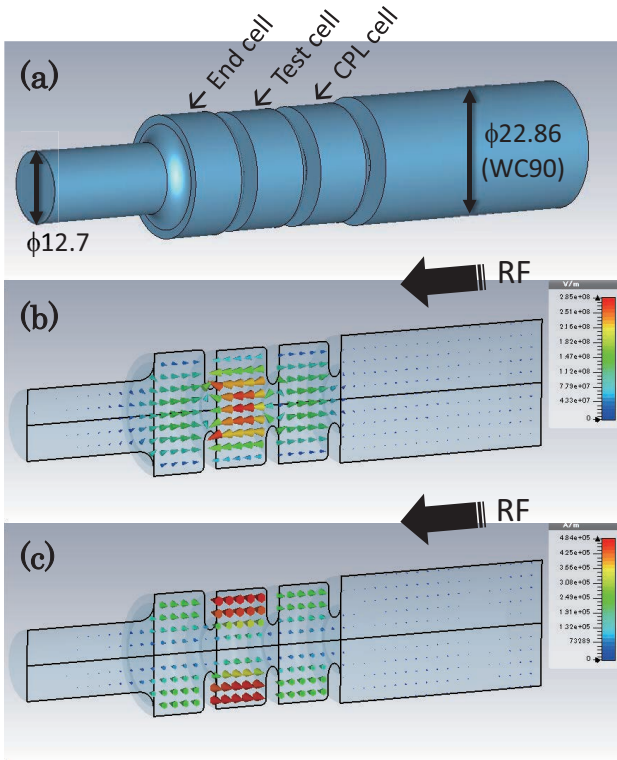 (a)
End cell
Test cell
CPL cell
ϕ22.86
(WC90)
ϕ12.7
RF
(b)
V/m
2.85e+08
2.51e+08
2.16e+08
1.82e+08
1.47e+08
1.12e+08
7.79e+07
4.33e+07
0
RF
(c)
A/m
4.84e+05
4.25e+05
3.66e+05
3.08e+05
2.49e+05
1.91e+05
1.32e+05
73289
0